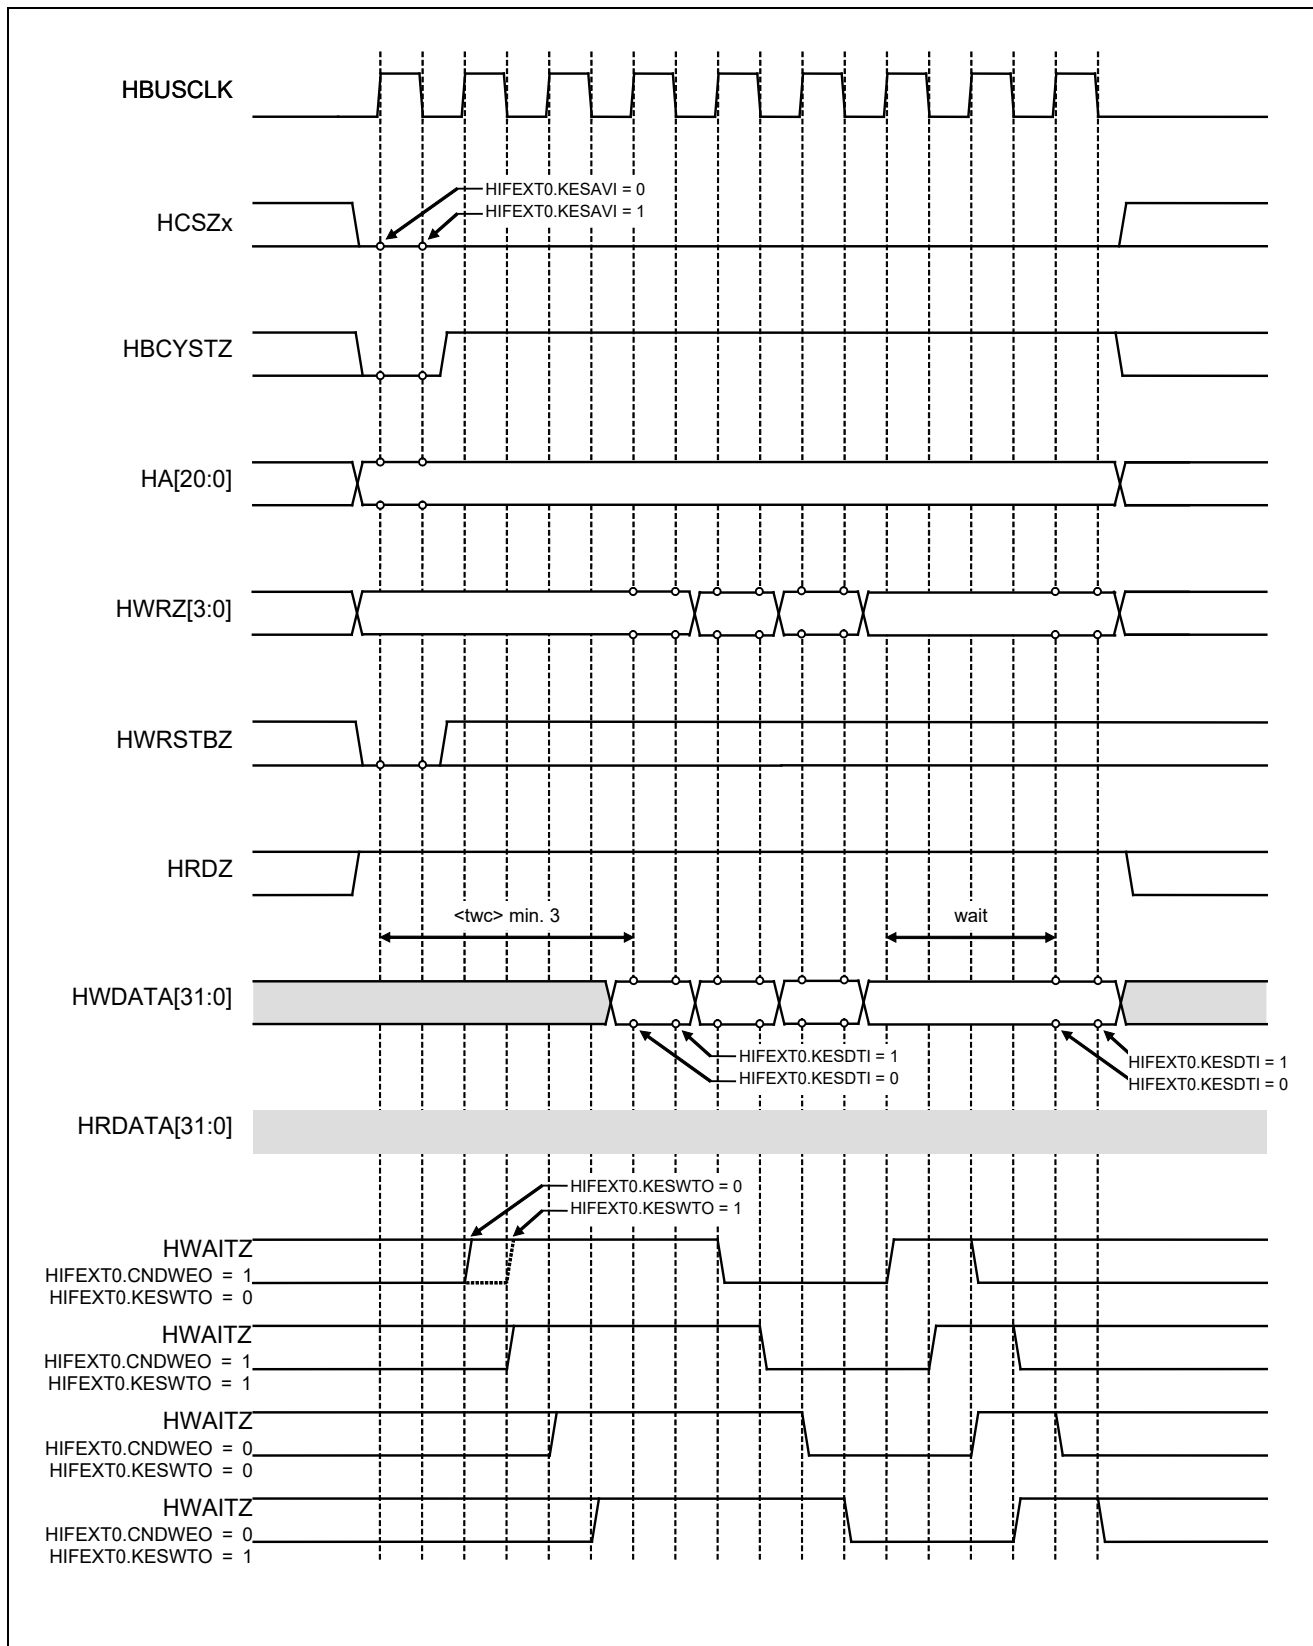 HBUSCLK
HIFEXT0.KESAVI = 0
HIFEXT0.KESAVI = 1
HCSZx
HBCYSTZ
HA[20:0]
HWRZ[3:0]
HWRSTBZ
HRDZ
<twc> min. 3
wait
HWDATA[31:0]
HIFEXT0.KESDTI = 1
HIFEXT0.KESDTI = 0
HIFEXT0.KESDTI = 1
HIFEXT0.KESDTI = 0
HRDATA[31:0]
HIFEXT0.KESWTO = 0
HIFEXT0.KESWTO = 1
HWAITZ
HIFEXT0.CNDWEO = 1
HIFEXT0.KESWTO = 0
HWAITZ
HIFEXT0.CNDWEO = 1
HIFEXT0.KESWTO = 1
HWAITZ
HIFEXT0.CNDWEO = 0
HIFEXT0.KESWTO = 0
HWAITZ
HIFEXT0.CNDWEO = 0
HIFEXT0.KESWTO = 1